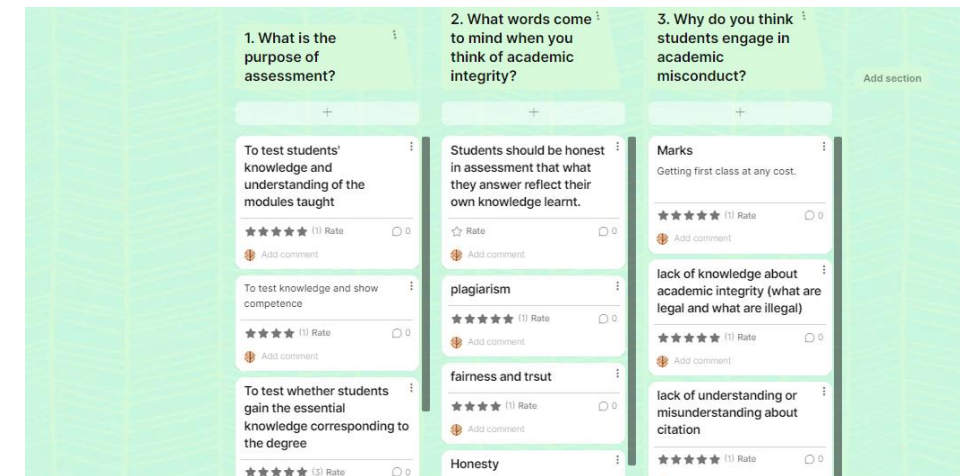 1. What is the
purpose of
assessment?
+
To test students'
knowledge and
understanding of the
modules taught
(1) Rate
0
Add comment
To test knowledge and show
competence
(1) Rate
0
Add comment
To test whether students
gain the essential
knowledge corresponding to
the degree
(3) Rate
0
2. What words come
to mind when you
think of academic
integrity?
+
Students should be honest
in assessment that what
they answer reflect their
own knowledge learnt.
Rate
0
Add comment
plagiarism
(1) Rate
0
Add comment
fairness and trsut
(1) Rate
0
Add comment
Honesty
3. Why do you think
students engage in
academic
misconduct?
+
Marks
Getting first class at any cost.
(1) Rate
0
Add comment
lack of knowledge about
academic integrity (what are
legal and what are illegal)
(1) Rate
0
Add comment
lack of understanding or
misunderstanding about
citation
(1) Rate
0
Add section